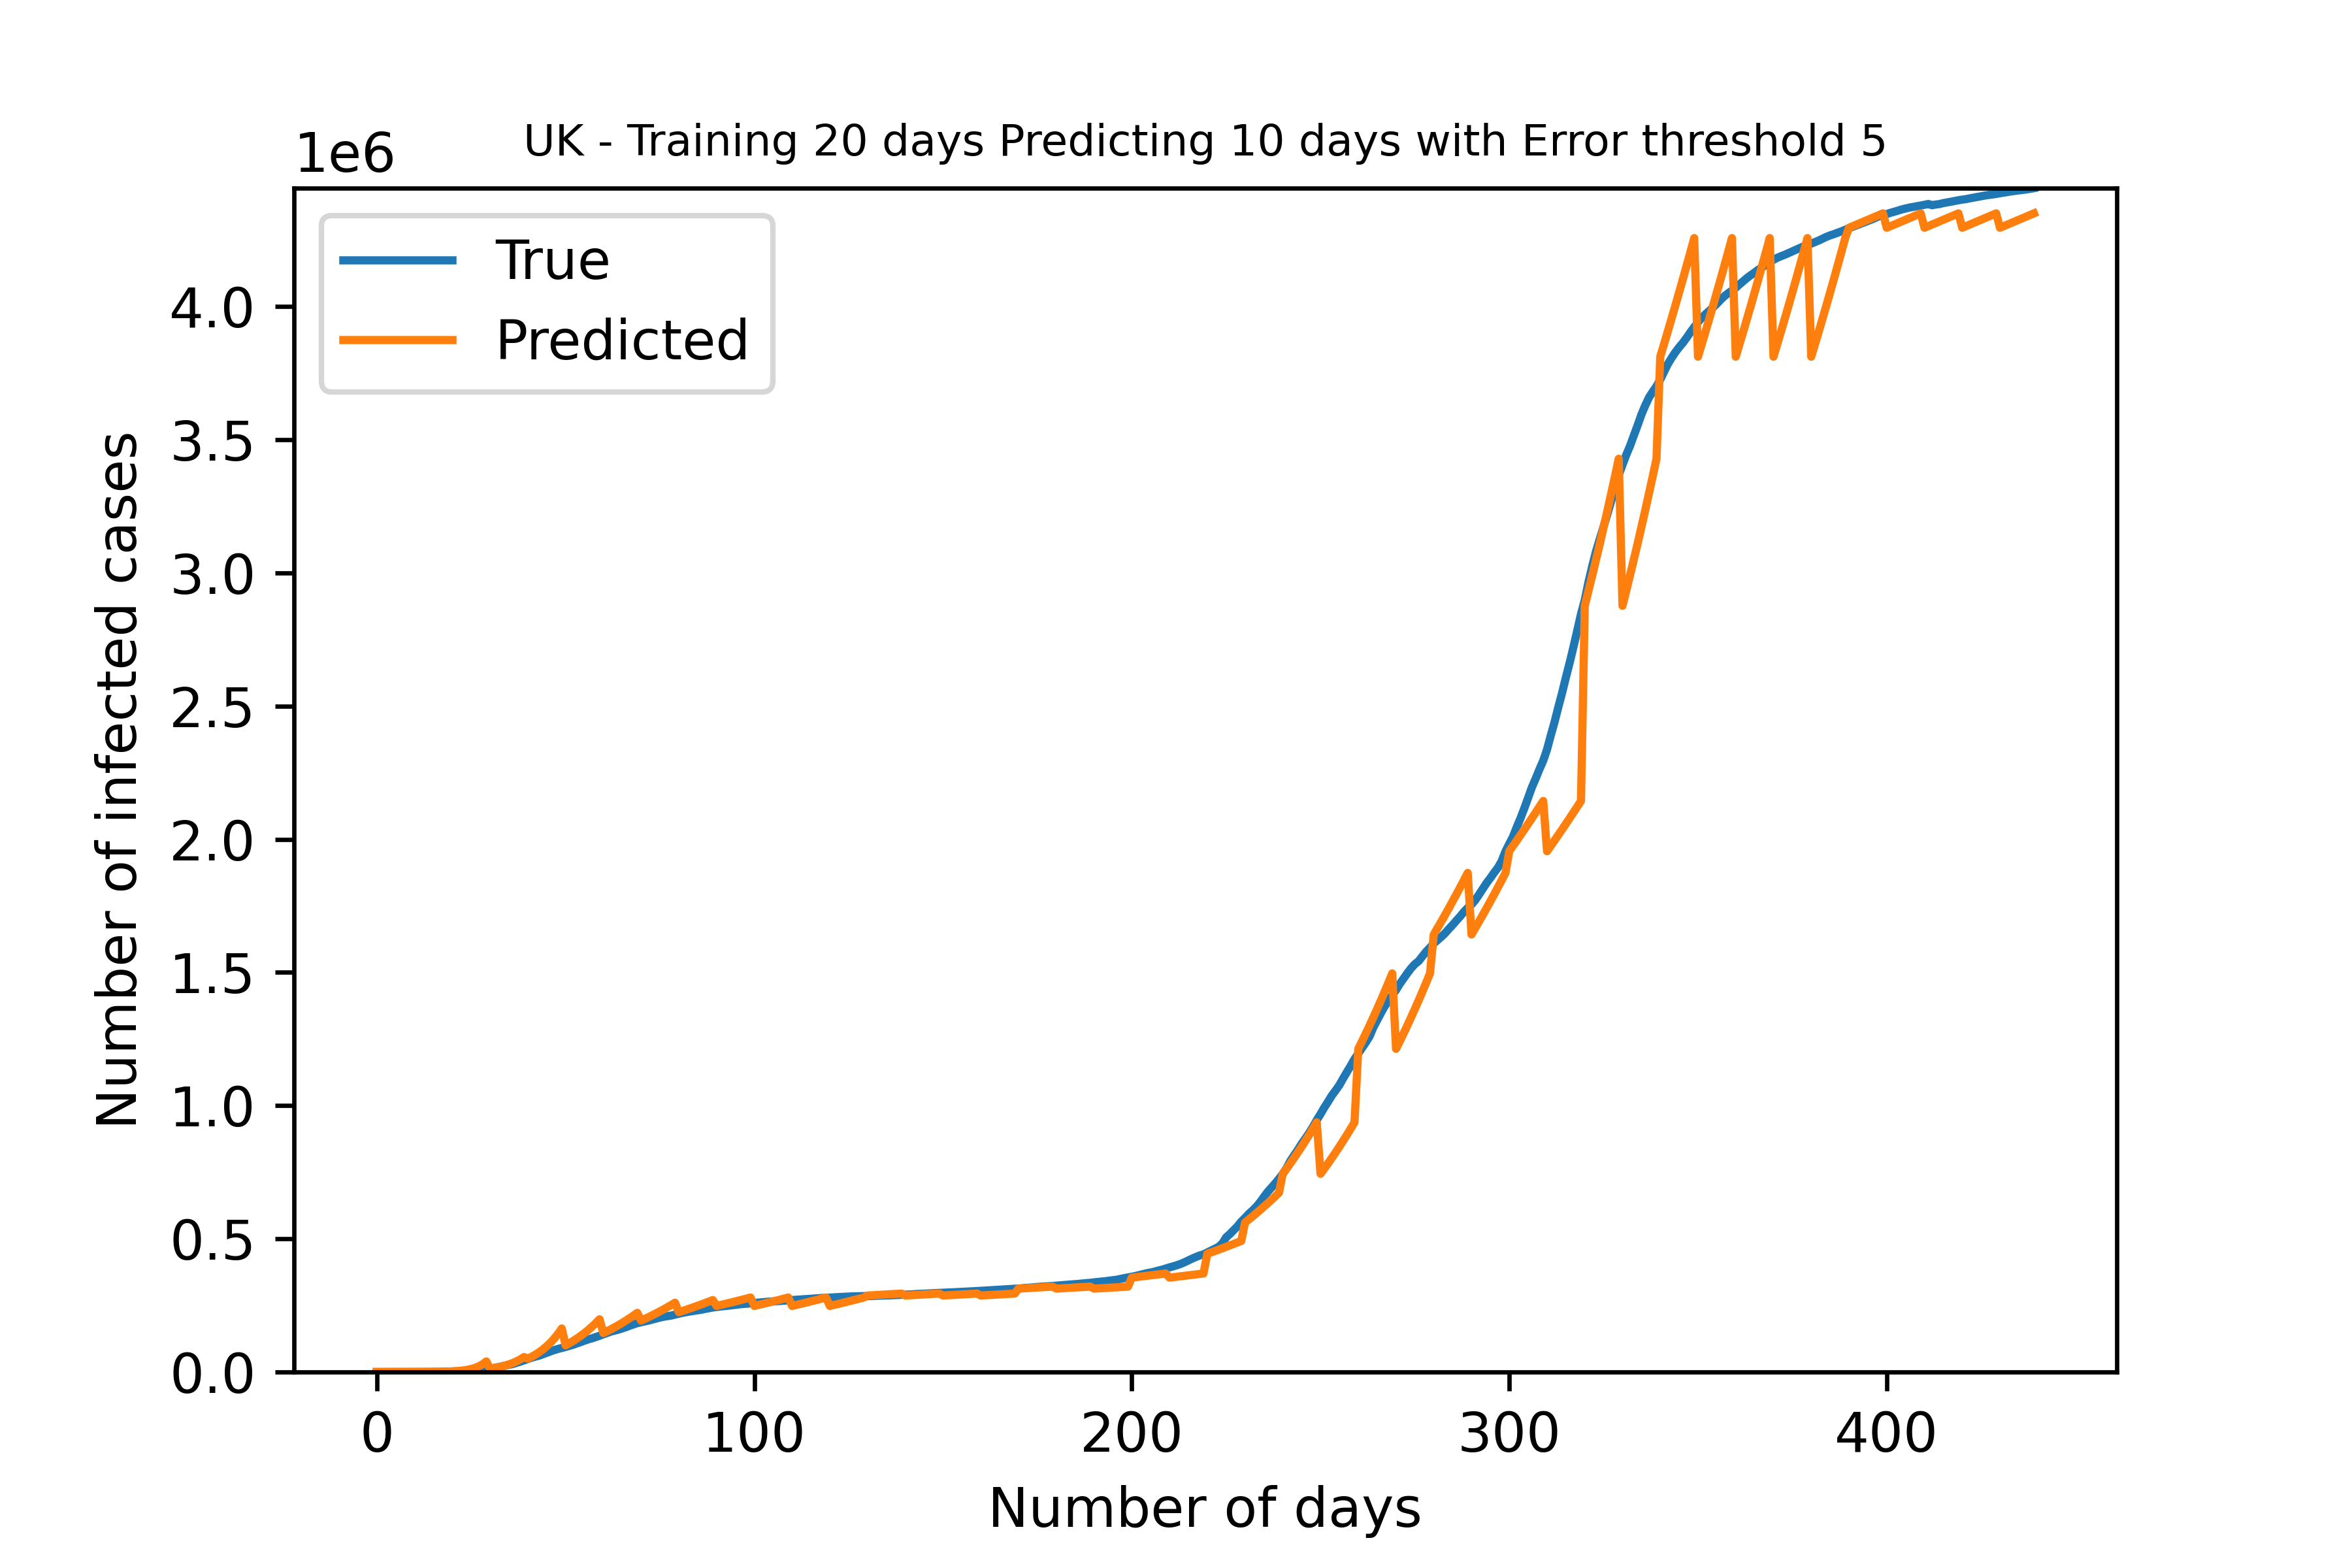 UK - Training 20 days Predicting 10 days with Error threshold 5
1e6
True
Predicted
4.0
3.5
3.0
2.5
2.0
1.5
1.0
0.5
0.0
Number of infected cases
0 100 200 300 400
Number of days